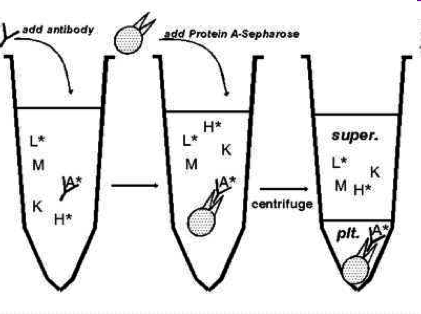 add antibody
add Protein A-Sepharose
L*
M
A*
K
H*
H*
L*
K
M
A*
centrifuge
super.
L*
K
M
H*
plt.
A*